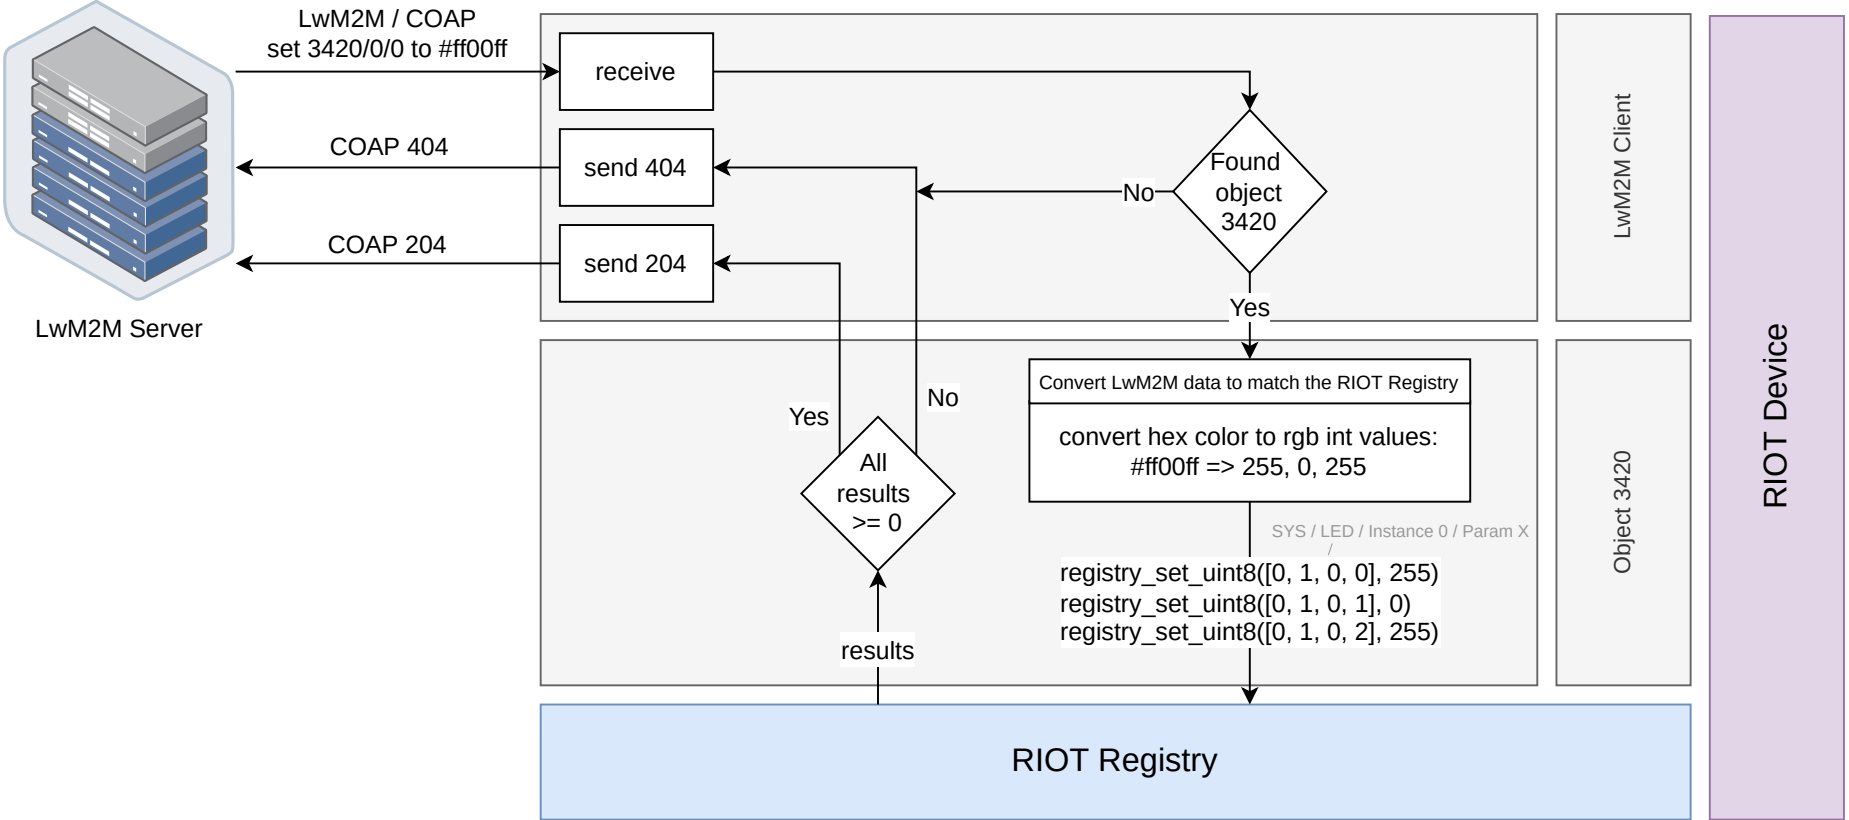 LwM2M / COAP
set 3420/0/0 to #ff00ff
COAP 404
COAP 204
LwM2M Server
receive
send 404
send 204
Found
object
3420
No
Yes
LwM2M Client
Convert LwM2M data to match the RIOT Registry
convert hex color to rgb int values:
#ff00ff => 255, 0, 255
SYS / LED / Instance 0 / Param X
/
registry_set_uint8([0, 1, 0, 0], 255)
registry_set_uint8([0, 1, 0, 1], 0)
registry_set_uint8([0, 1, 0, 2], 255)
Yes
No
All
results
>= 0
results
Object 3420
RIOT Registry
RIOT Device